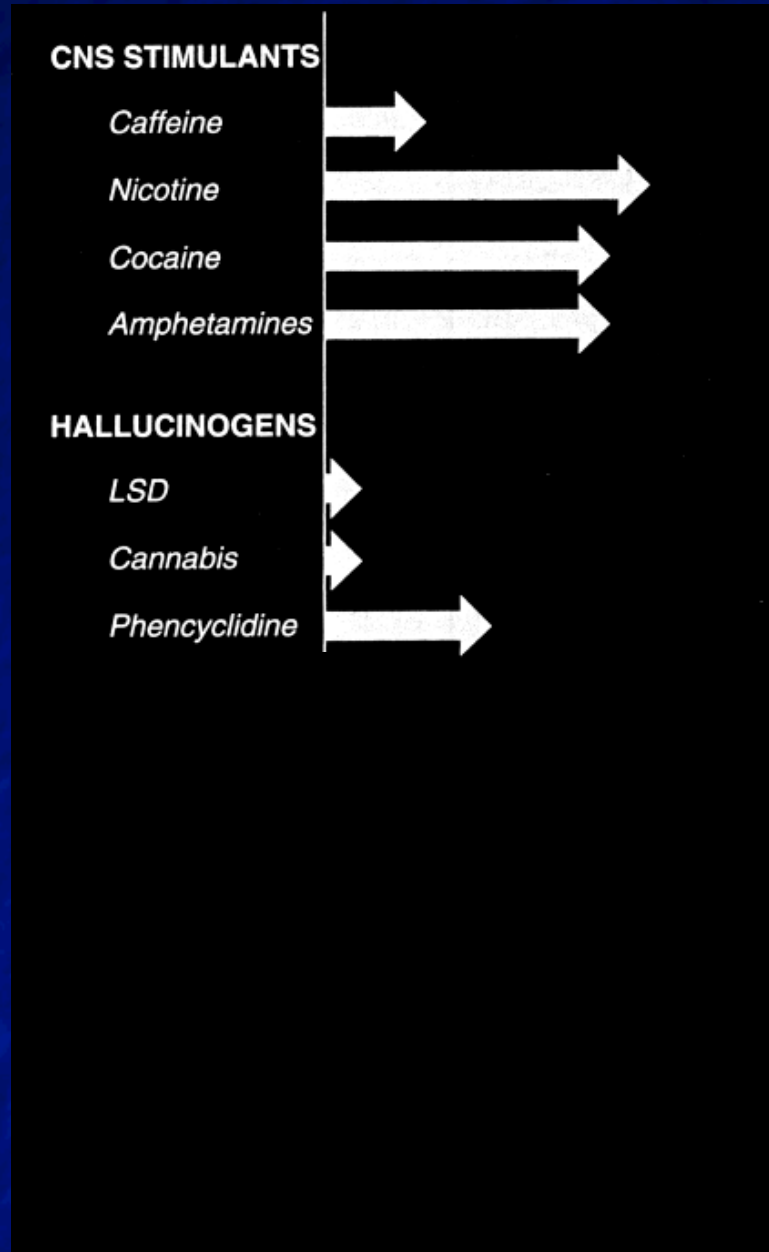 CNS STIMULANTS
Caffeine
Nicotine
Cocaine
Amphetamines
HALLUCINOGENS
LSD
Cannabis
Phencyclidine